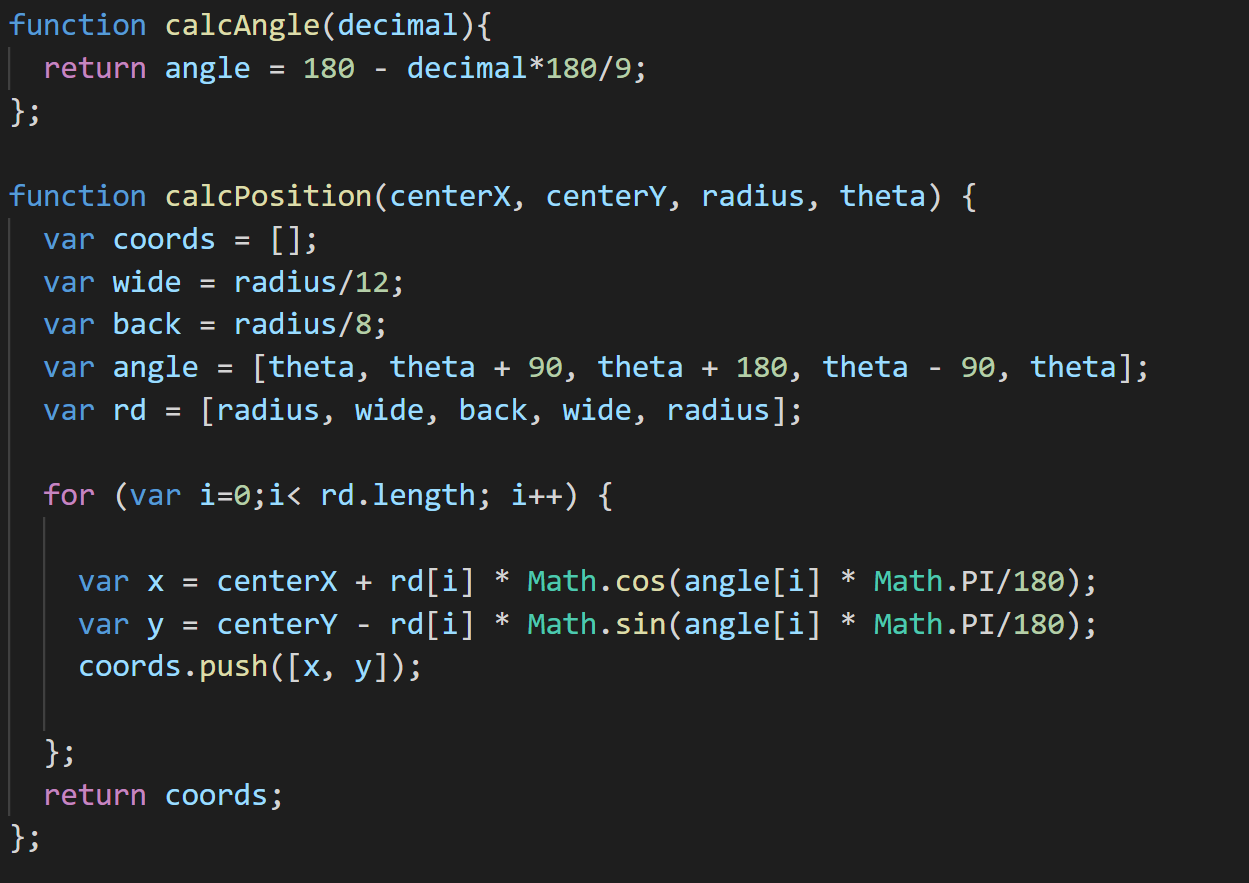 function calcAngle(decimal){
  return angle = 180 - decimal*180/9;
};

function calcPosition(centerX, centerY, radius, theta) {
  var coords = [];
  var wide = radius/12;
  var back = radius/8;
  var angle = [theta, theta + 90, theta + 180, theta - 90, theta];
  var rd = [radius, wide, back, wide, radius];

  for (var i=0;i< rd.length; i++) {

    var x = centerX + rd[i] * Math.cos(angle[i] * Math.PI/180);
    var y = centerY - rd[i] * Math.sin(angle[i] * Math.PI/180);
    coords.push([x, y]);

  };
  return coords;
};